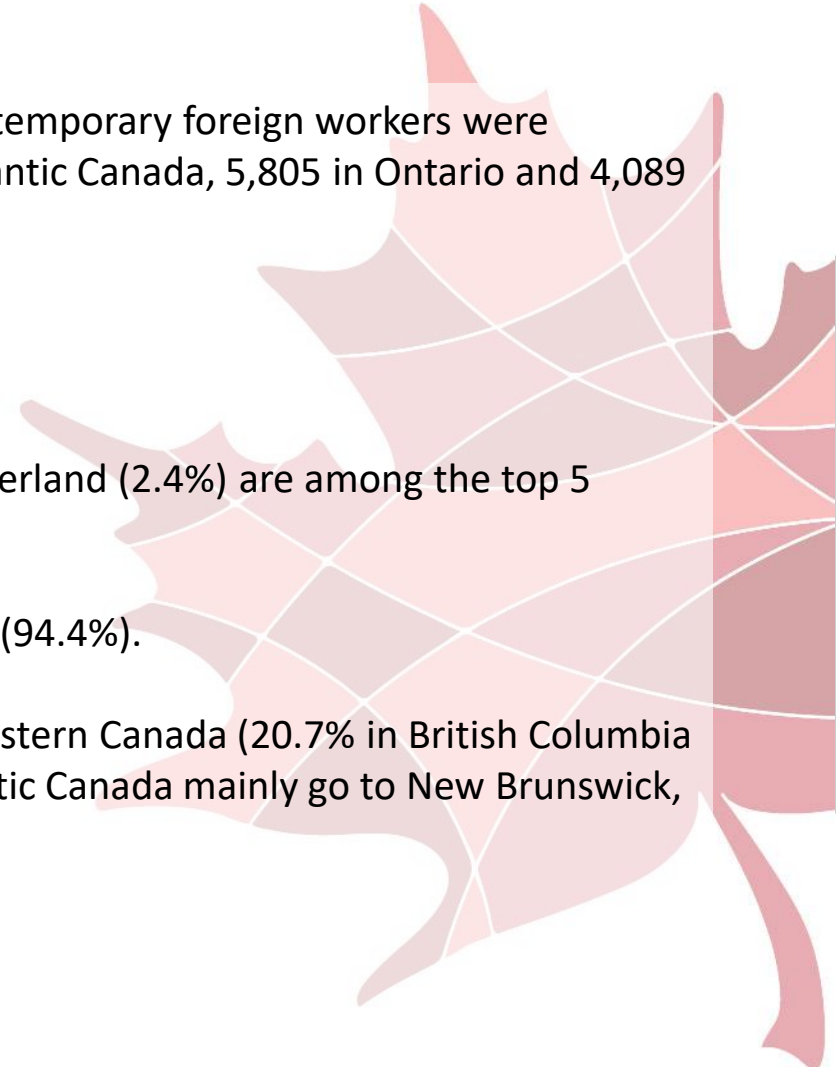 temporary foreign workers were
antic Canada, 5,805 in Ontario and 4,089
erland (2.4%) are among the top 5
(94.4%).
stern Canada (20.7% in British Columbia
tic Canada mainly go to New Brunswick,